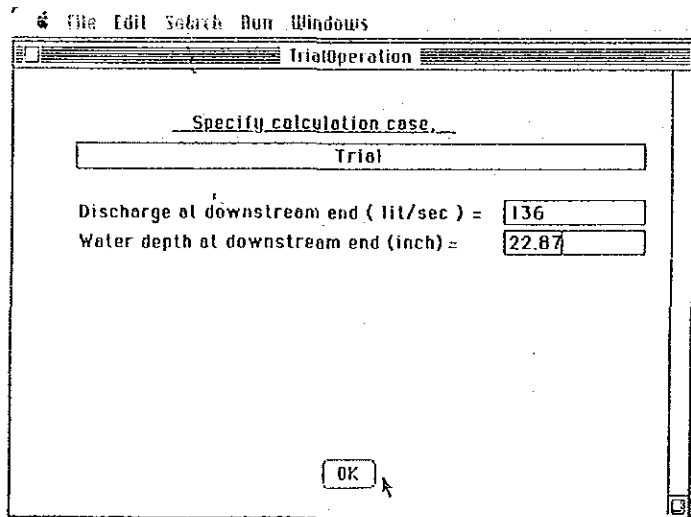 File Edit Search Run Windows
TrialOperation
Specify calculation case.
Trial
Discharge at downstream end ( lit/sec ) = 136
Water depth at downstream end (inch) = 22.87
OK